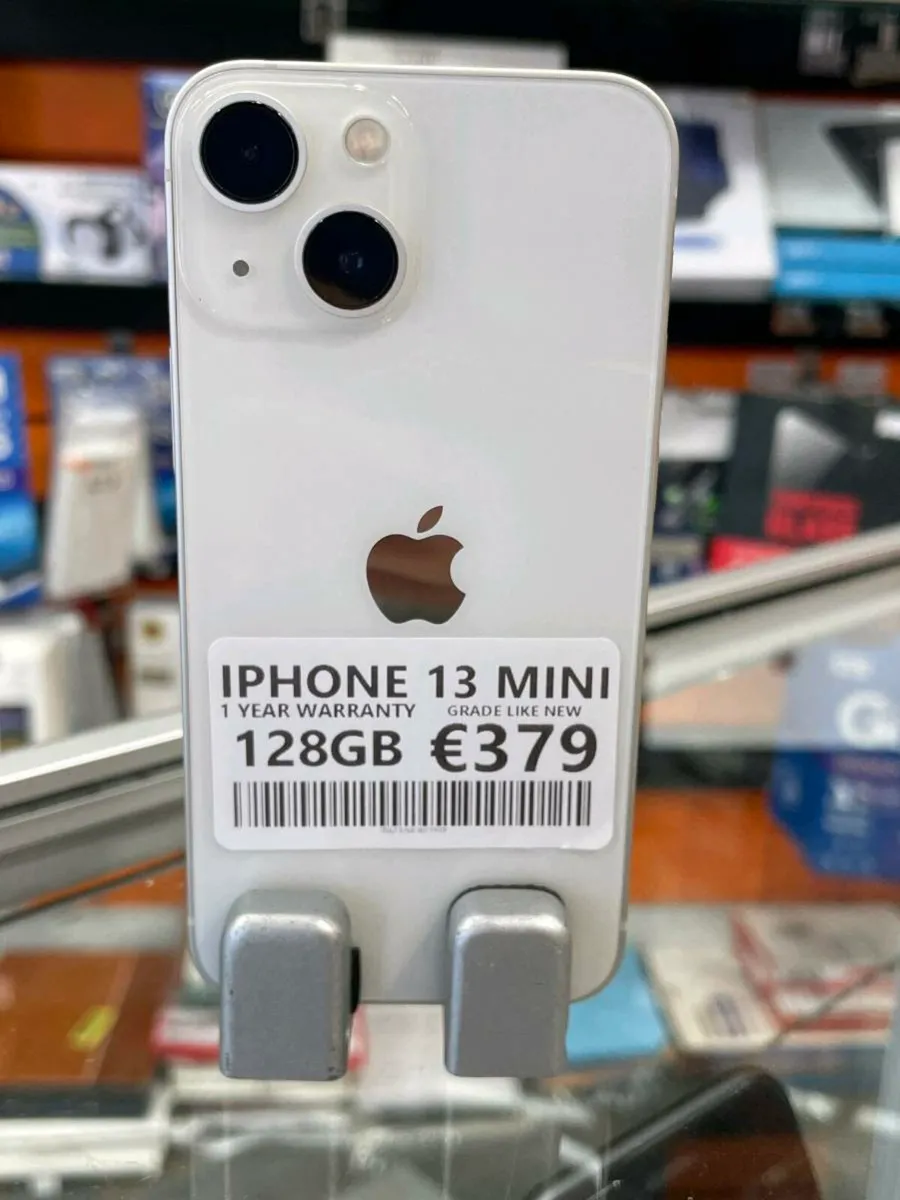 IPHONE 13 MINI
1 YEAR WARRANTY GRADE LIKE NEW
128GB €379